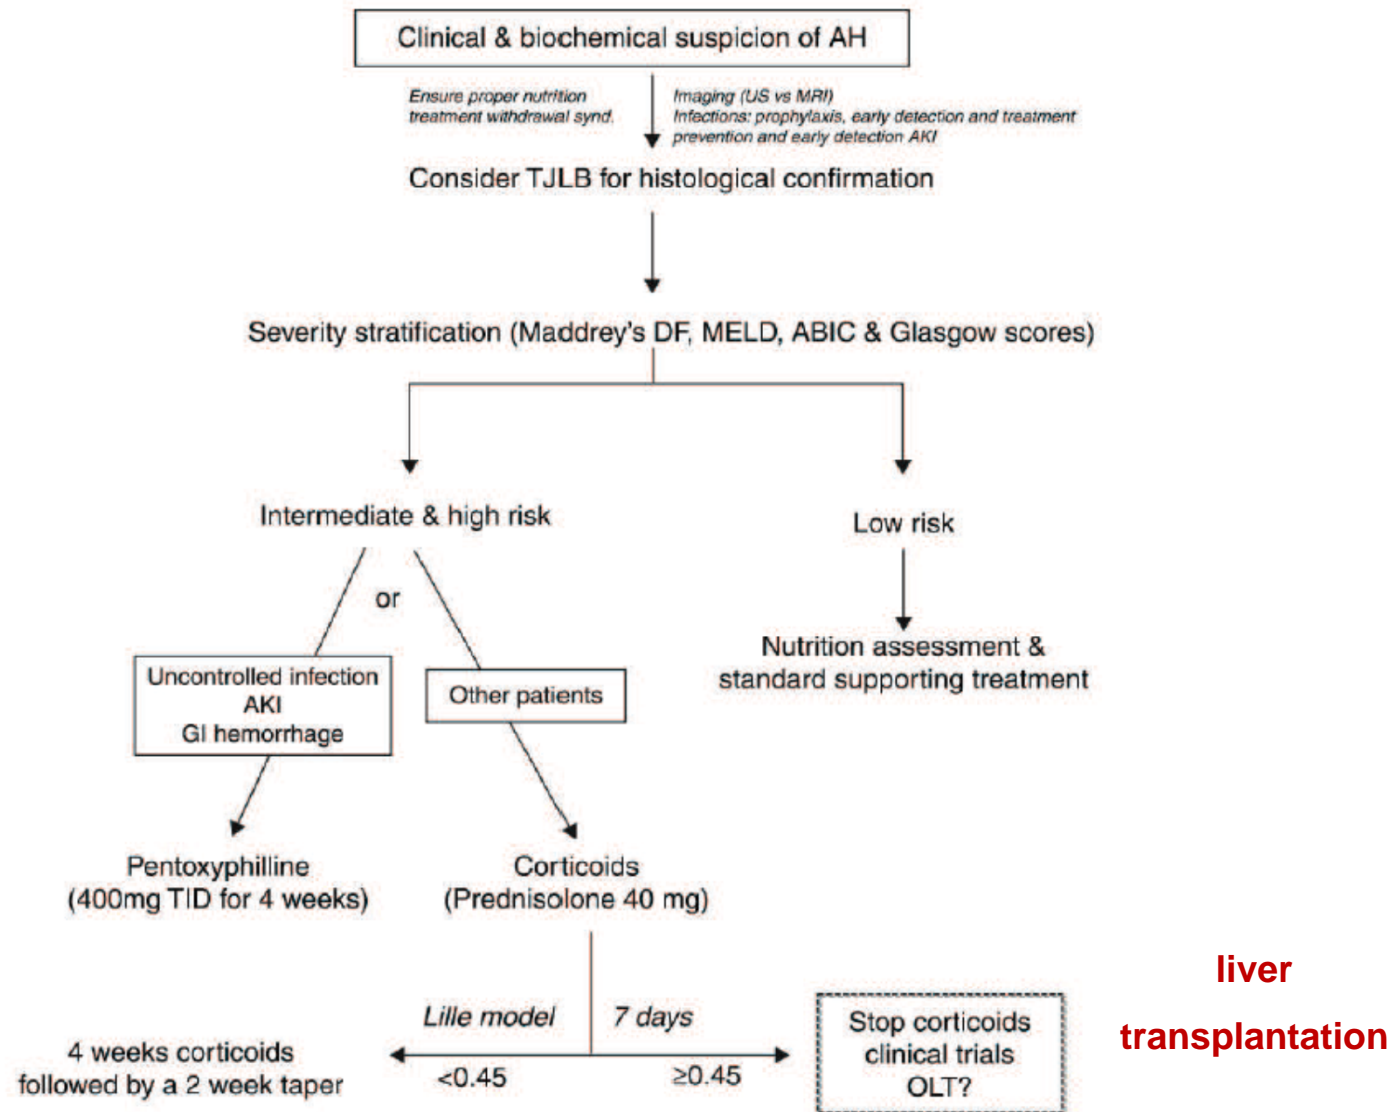 Clinical & biochemical suspicion of AH
Ensure proper nutrition
treatment withdrawal synd.
Imaging (US vs MRI)
Infections: prophylaxis, early detection and treatment
prevention and early detection AKI
Consider TJLB for histological confirmation
Severity stratification (Maddrey's DF, MELD, ABIC & Glasgow scores)
Intermediate & high risk
Low risk
or
Nutrition assessment &
standard supporting treatment
Uncontrolled infection
AKI
GI hemorrhage
Other patients
Pentoxyphilline
(400mg TID for 4 weeks)
Corticoids
(Prednisolone 40 mg)
Lille model
7 days
4 weeks corticoids
followed by a 2 week taper
<0.45
≥0.45
Stop corticoids
clinical trials
OLT?
liver
transplantation